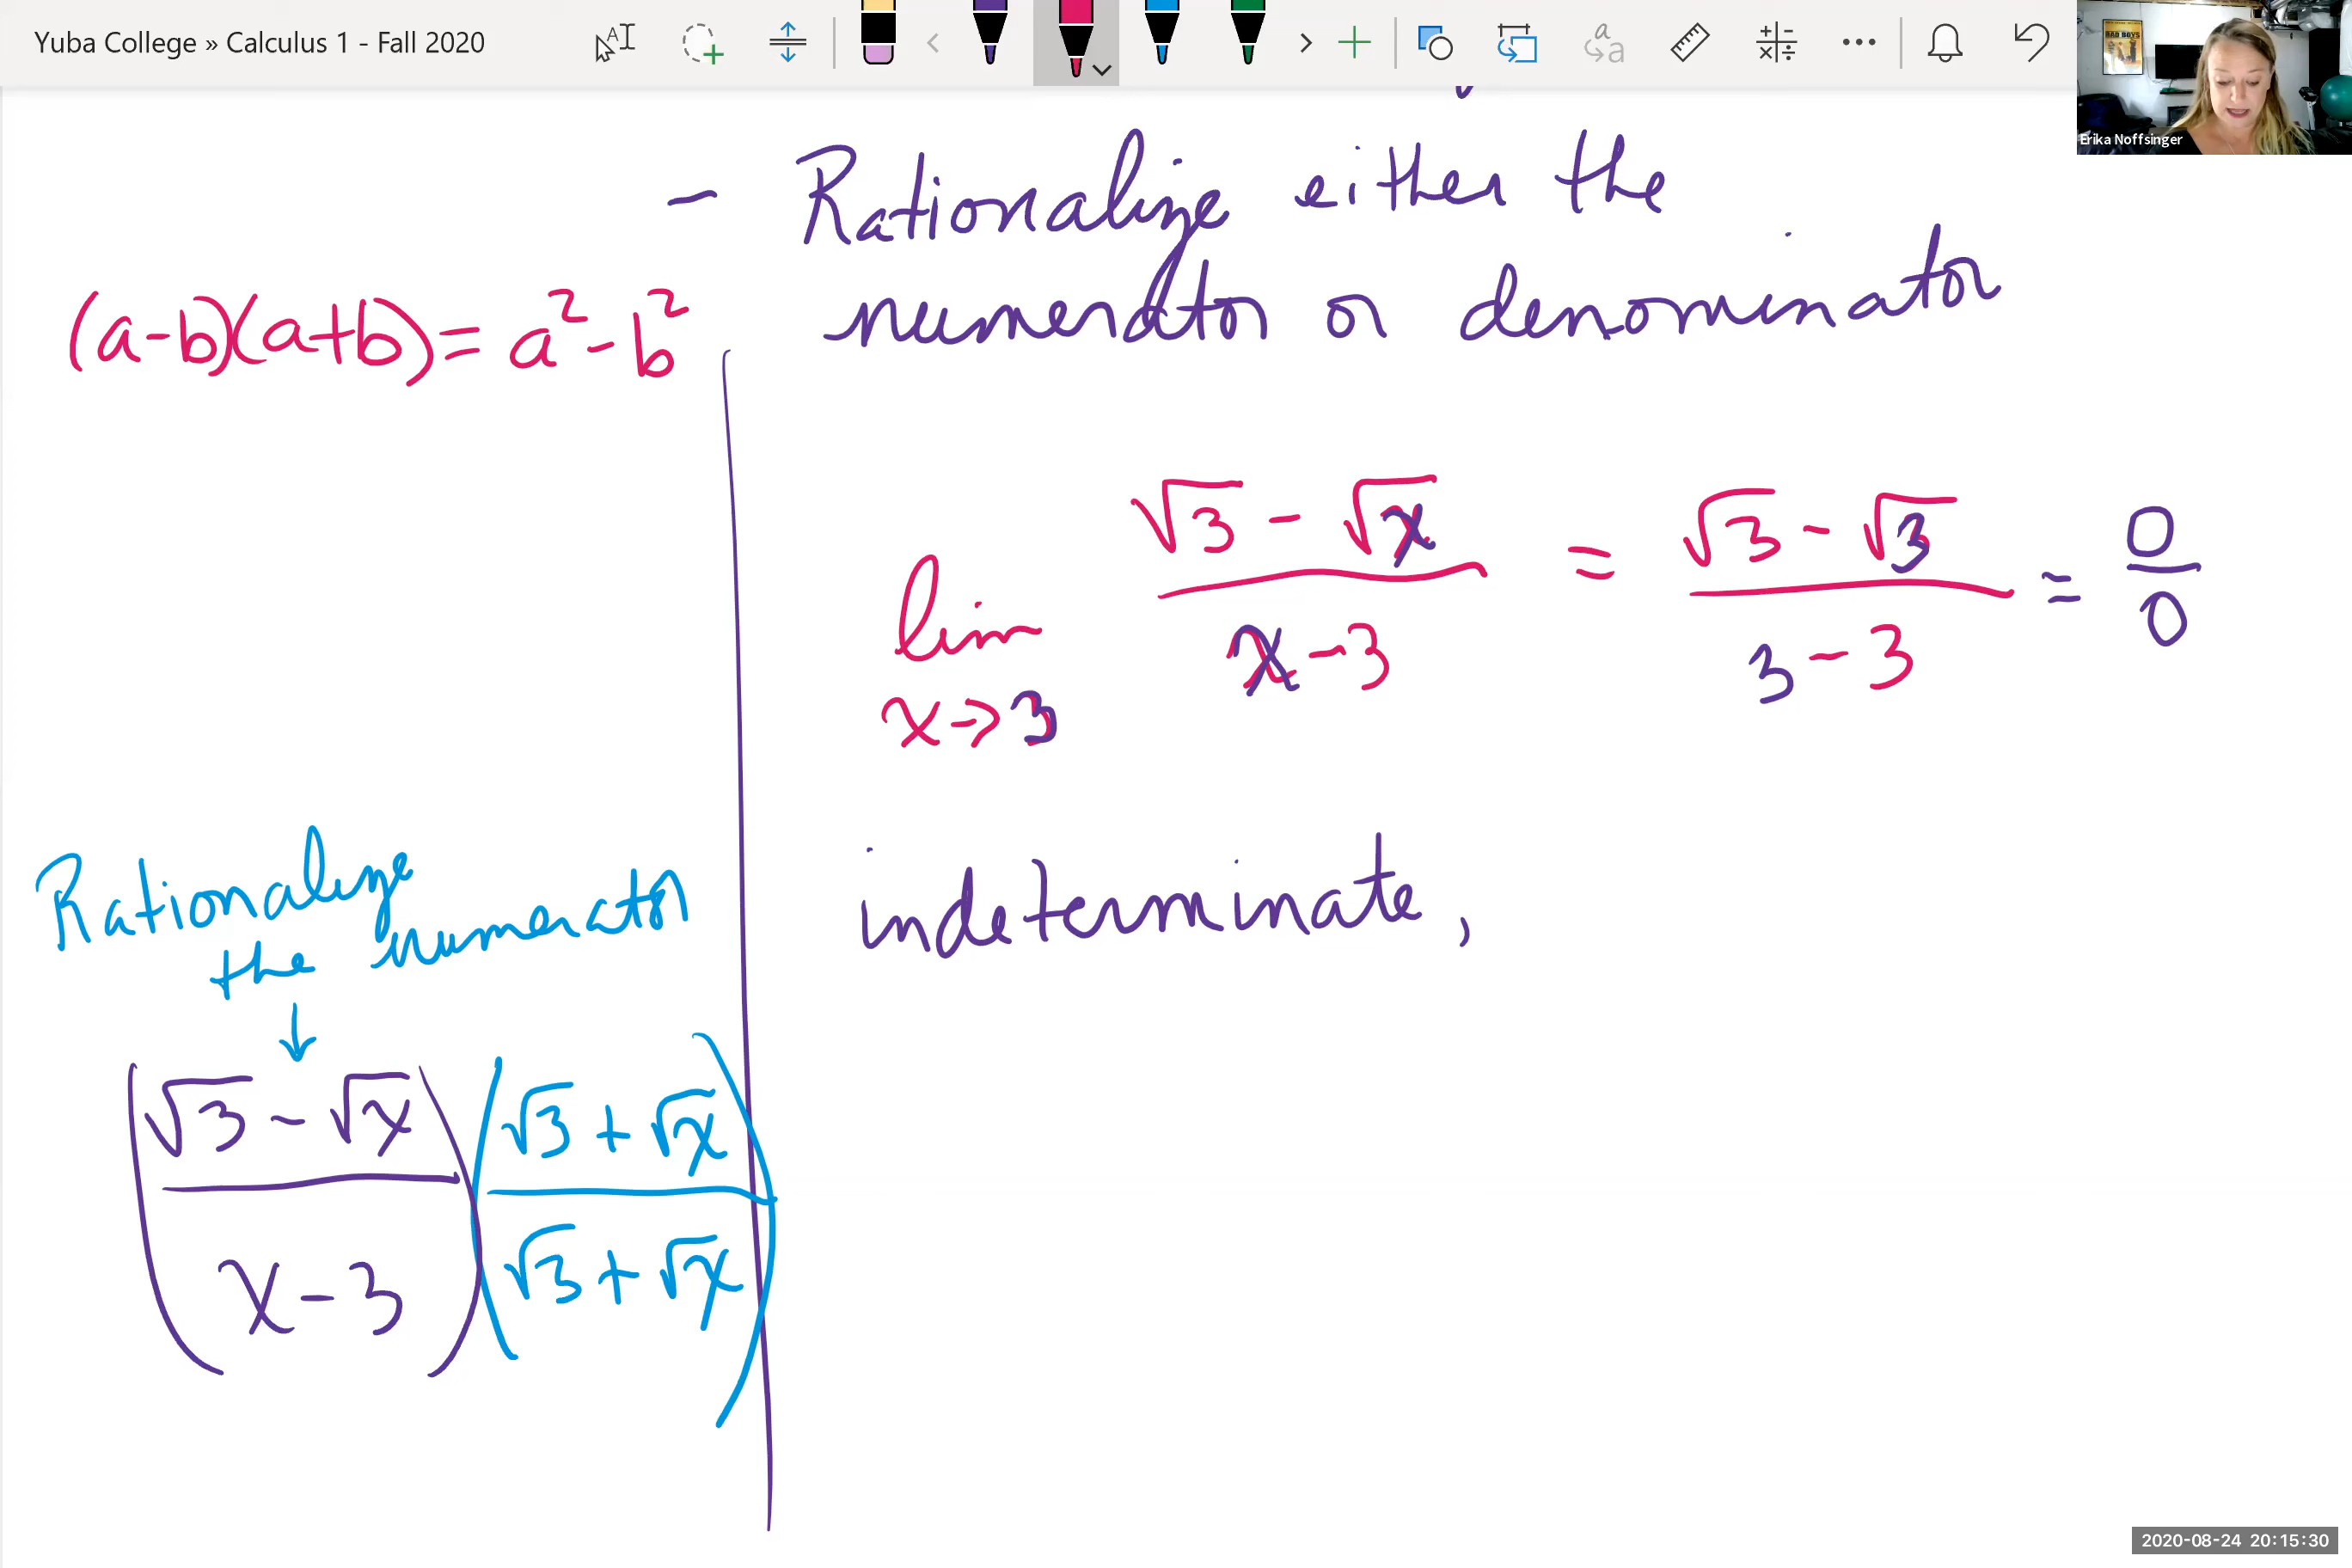 Yuba College » Calculus 1 - Fall 2020
BAD BOYS
Erika Noffsinger
- Rationalize either the
numerator or denominator
(a-b)(a+b) = a² - b²
lim x→3 (√3 - √x)/(x - 3) = (√3 - √3)/(3 - 3) = 0/0
indeterminate,
Rationalize
the numerator
↓
((√3 - √x)/(x - 3)) ((√3 + √x)/(√3 + √x))
2020-08-24 20:15:30